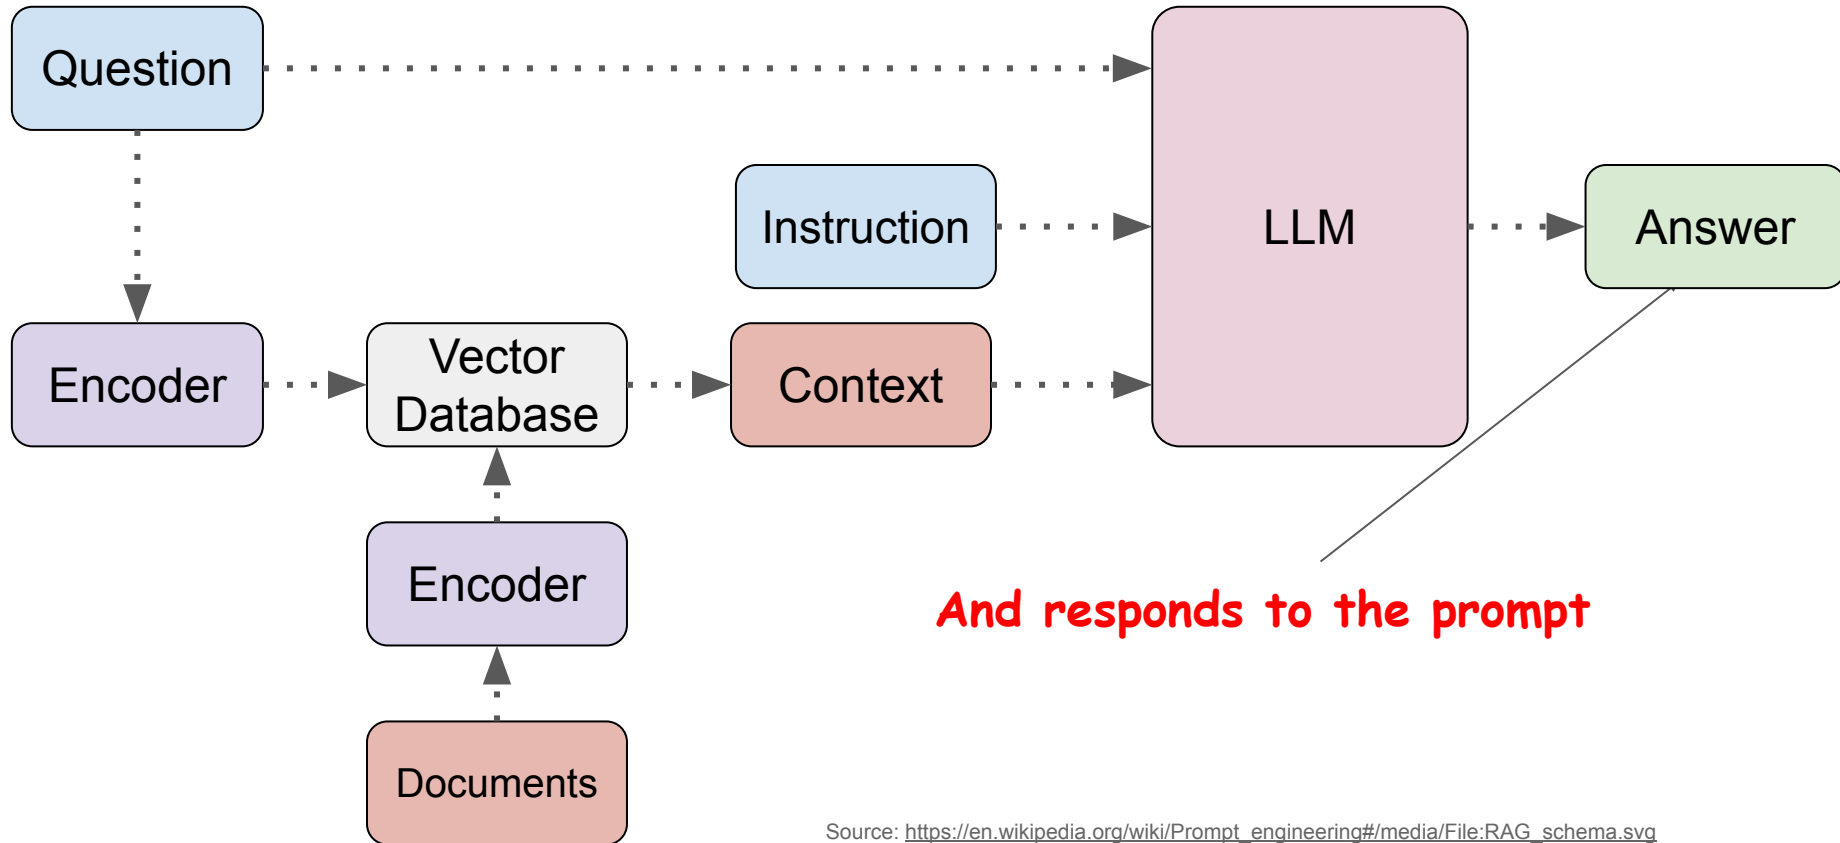 Question
Instruction
LLM
Answer
Encoder
Vector
Database
Context
Encoder
And responds to the prompt
Documents
Source: https://en.wikipedia.org/wiki/Prompt_engineering#/media/File:RAG_schema.svg